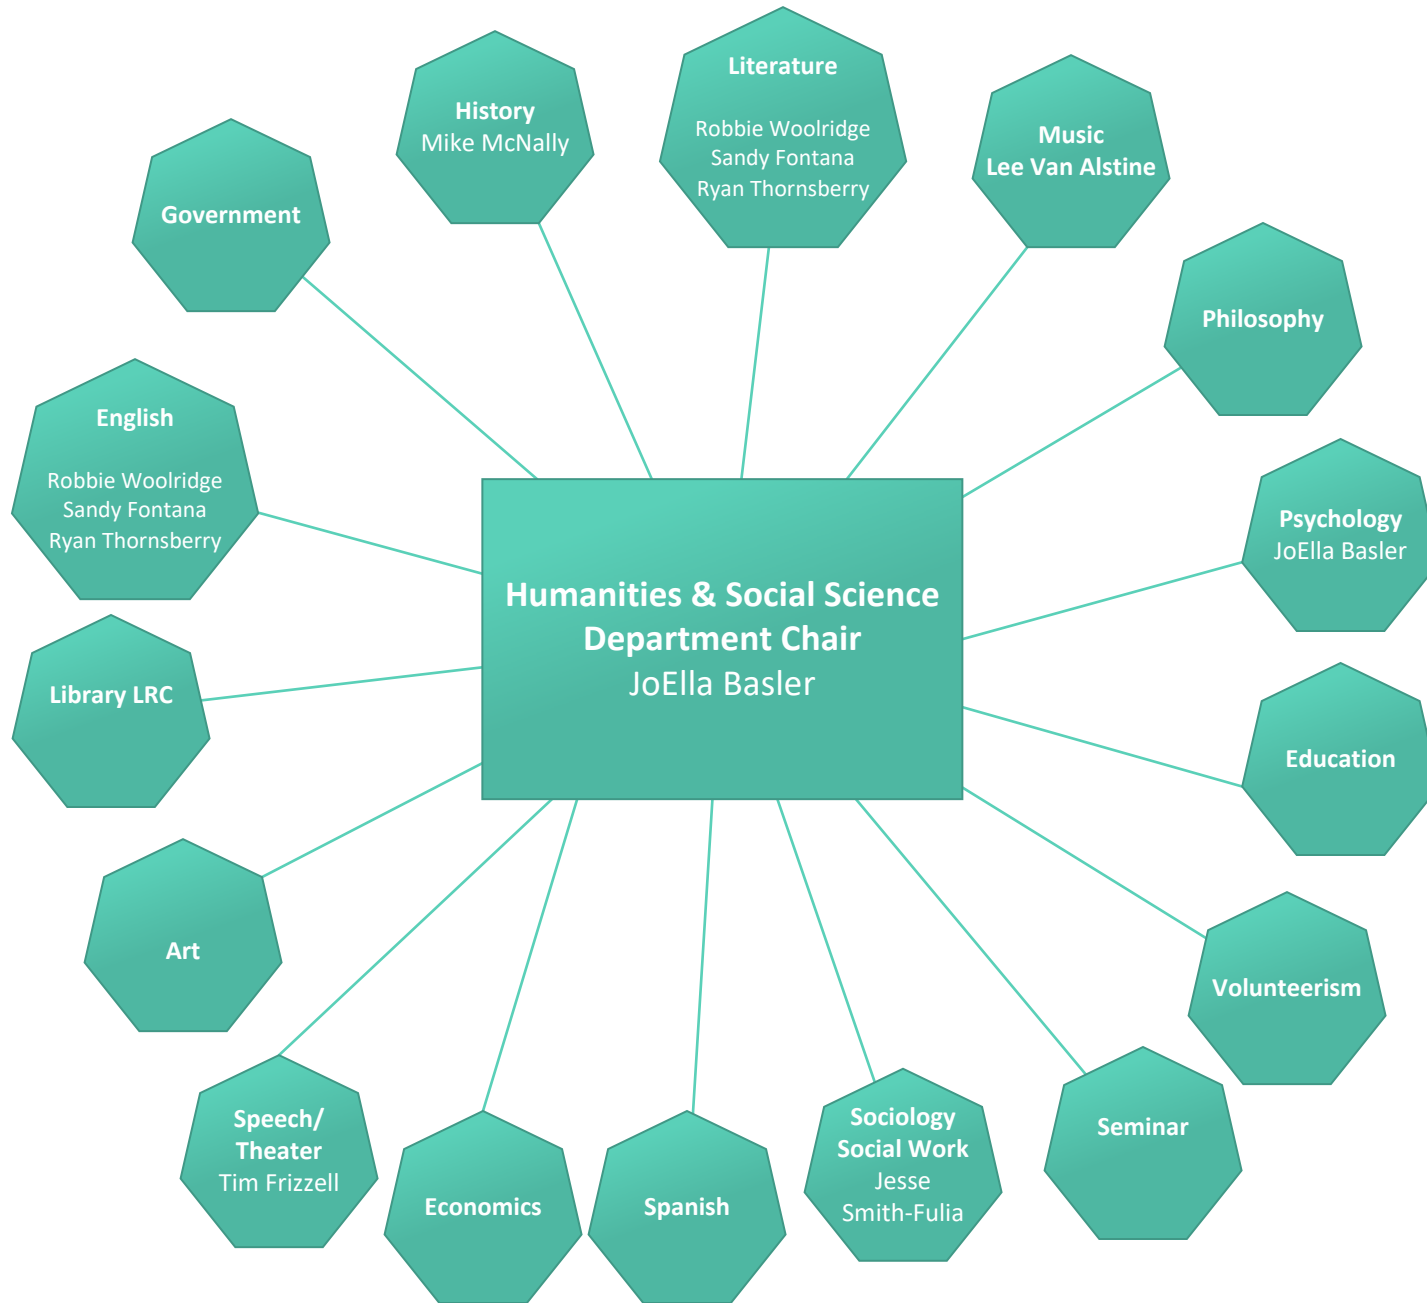 Literature
Robbie Woolridge
Sandy Fontana
Ryan Thornsberry
History
Mike McNally
Music
Lee Van Alstine
Government
Philosophy
English
Robbie Woolridge
Sandy Fontana
Ryan Thornsberry
Psychology
JoElla Basler
Humanities & Social Science
Department Chair
JoElla Basler
Library LRC
Education
Art
Volunteerism
Speech/
Theater
Tim Frizzell
Economics
Spanish
Sociology
Social Work
Jesse
Smith-Fulia
Seminar